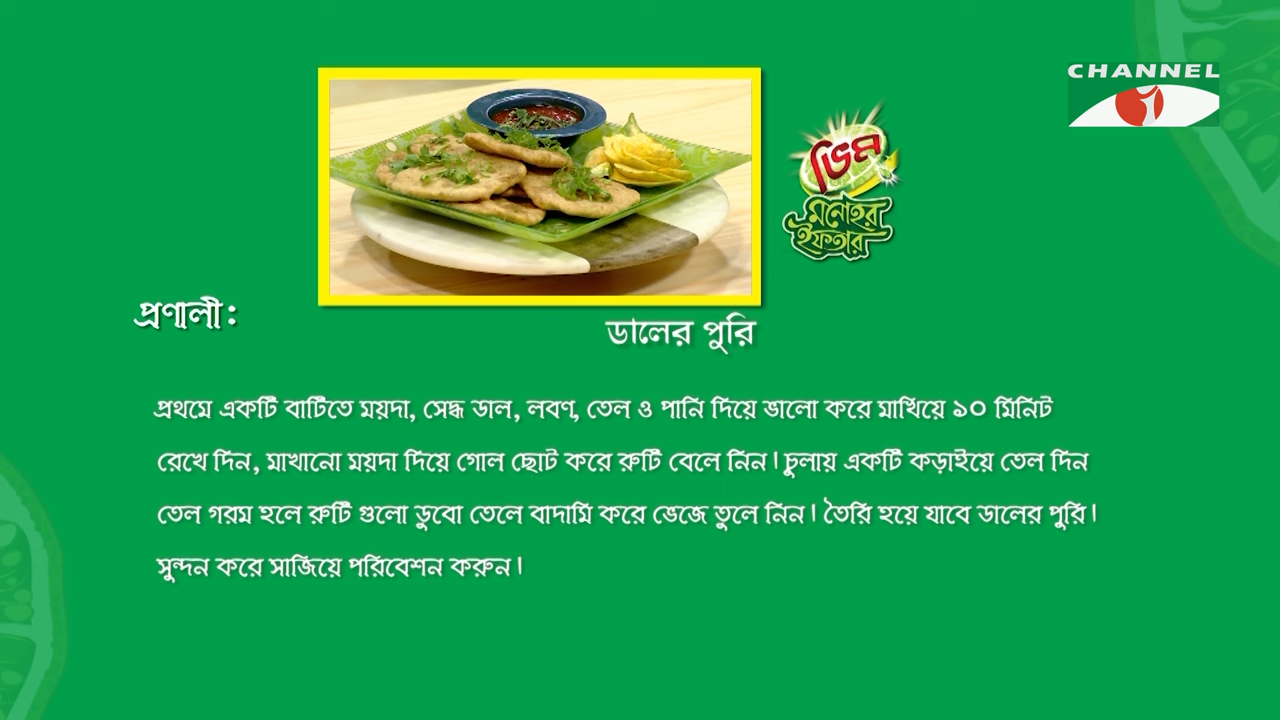 CHANNEL
i
ভিম
মনোহর
ইফতার
প্রণালী:
ডালের পুরি
প্রথমে একটি বাটিতে ময়দা, সেদ্ধ ডাল, লবণ, তেল ও পানি দিয়ে ভালো করে মাখিয়ে ১০ মিনিট
রেখে দিন, মাখানো ময়দা দিয়ে গোল ছোট করে রুটি বেলে নিন। চুলায় একটি কড়াইয়ে তেল দিন
তেল গরম হলে রুটি গুলো ডুবো তেলে বাদামি করে ভেজে তুলে নিন। তৈরি হয়ে যাবে ডালের পুরি।
সুন্দন করে সাজিয়ে পরিবেশন করুন।